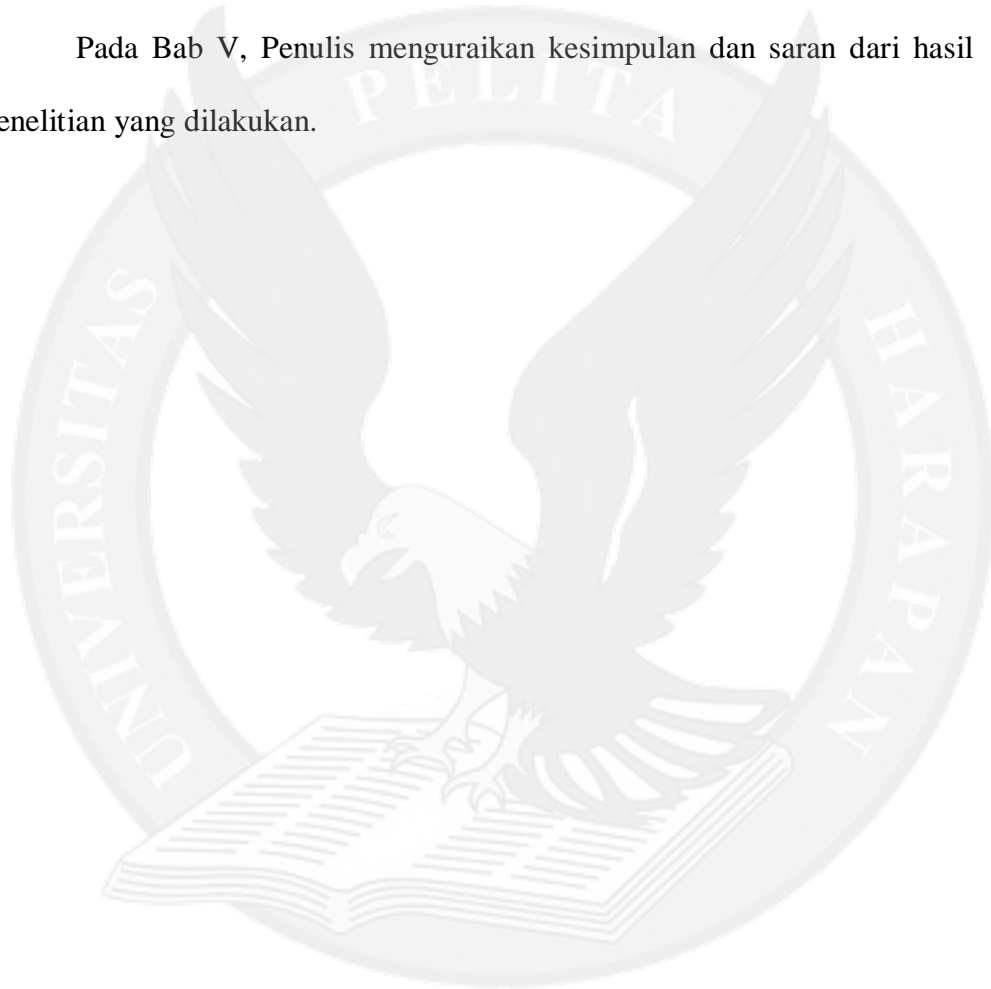 Pada Bab V, Penulis menguraikan kesimpulan dan saran dari hasil
enelitian yang dilakukan.
PELITA
UNIVERSITAS
HARAPAN